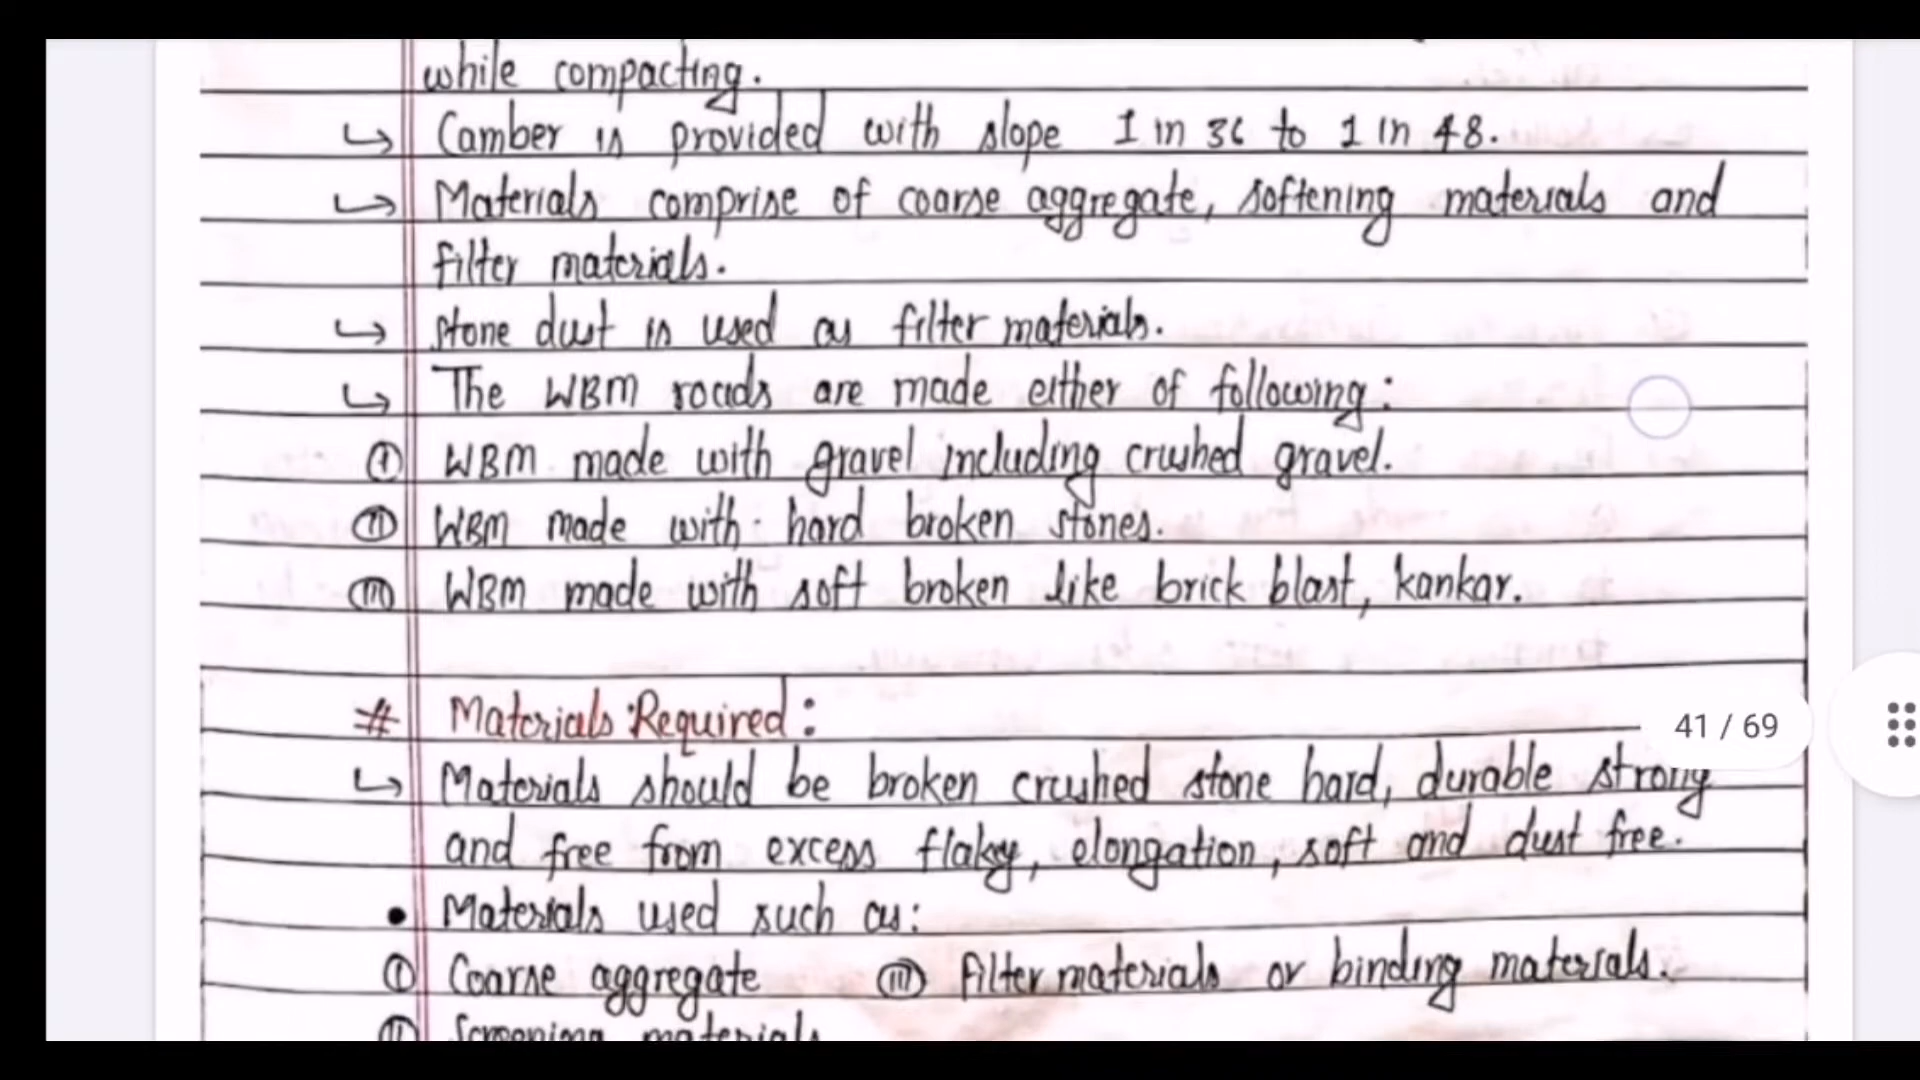 while compacting.
↳ Camber is provided with slope 1 in 36 to 1 in 48.
↳ Materials comprise of coarse aggregate, softening materials and
filter materials.
↳ stone dust is used as filter materials.
↳ The WBM roads are made either of following:
(I) WBM made with gravel including crushed gravel.
(II) WBM made with hard broken stones.
(III) WBM made with soft broken like brick blast, kankar.
# Materials Required:
41 / 69
↳ Materials should be broken crushed stone hard, durable strong
and free from excess flaky, elongation, soft and dust free.
• Materials used such as:
(I) Coarse aggregate (III) Filter materials or binding materials.
(II) Screening materials